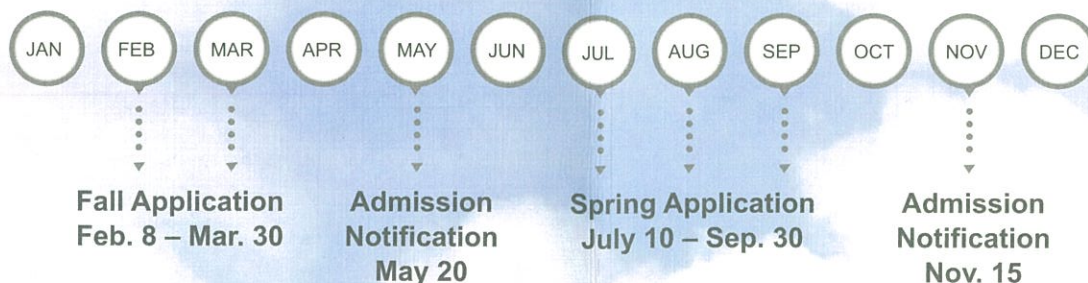 JAN FEB MAR APR MAY JUN JUL AUG SEP OCT NOV DEC
Fall Application
Feb. 8 – Mar. 30
Admission
Notification
May 20
Spring Application
July 10 – Sep. 30
Admission
Notification
Nov. 15